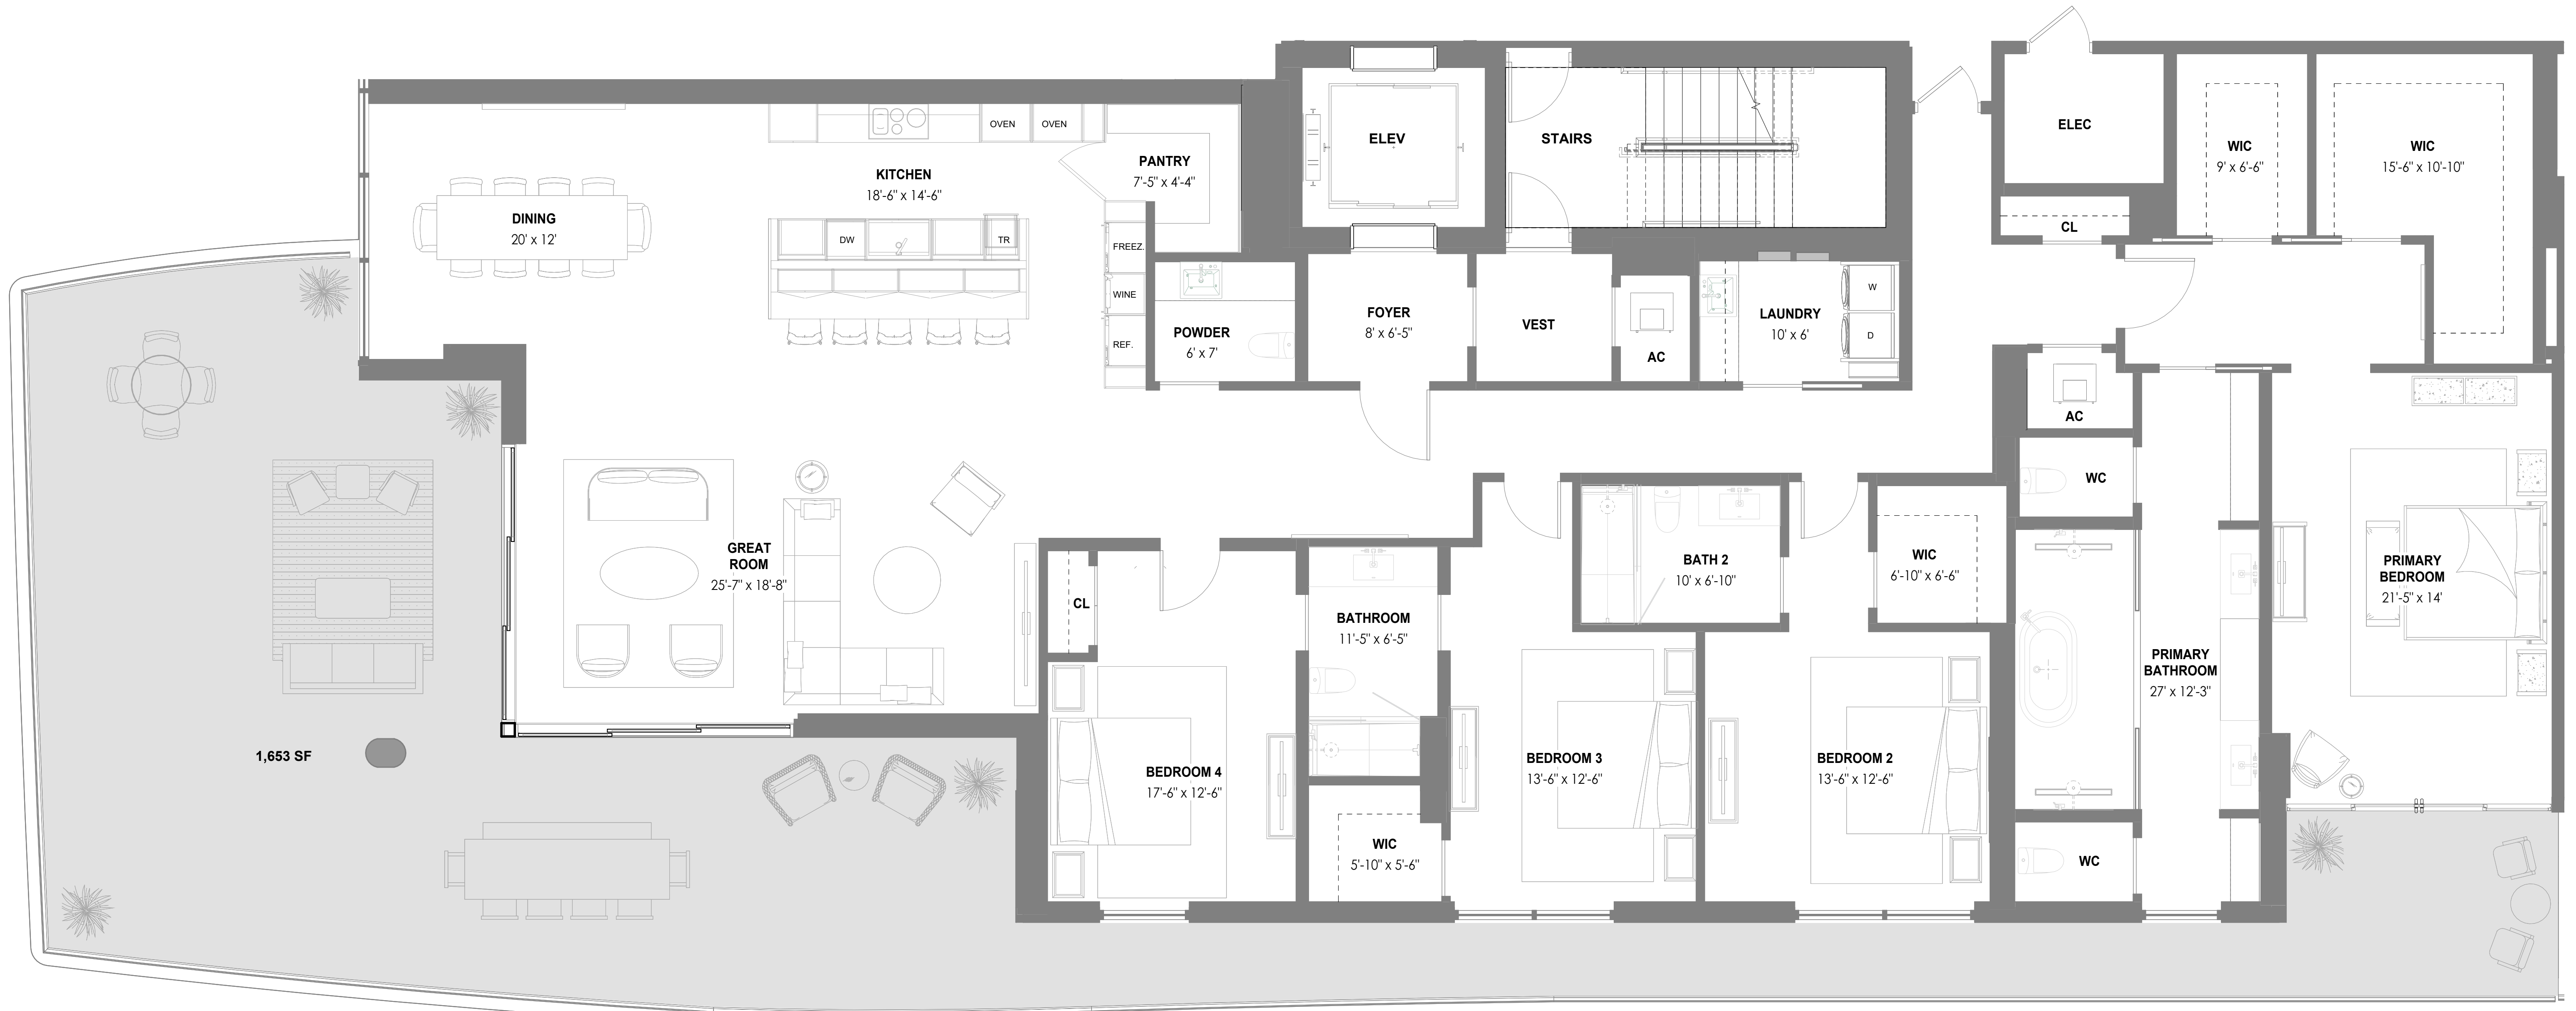 ELEV
STAIRS
ELEC
WIC
9' x 6'-6"
WIC
15'-6" x 10'-10"
OVEN
OVEN
PANTRY
7'-5" x 4'-4"
KITCHEN
18'-6" x 14'-6"
DINING
20' x 12'
DW
TR
FREEZ.
WINE
REF.
CL
POWDER
6' x 7'
FOYER
8' x 6'-5"
VEST
AC
LAUNDRY
10' x 6'
W
D
AC
WC
GREAT
ROOM
25'-7" x 18'-8"
CL
BATHROOM
11'-5" x 6'-5"
BATH 2
10' x 6'-10"
WIC
6'-10" x 6'-6"
PRIMARY
BEDROOM
21'-5" x 14'
PRIMARY
BATHROOM
27' x 12'-3"
1,653 SF
BEDROOM 4
17'-6" x 12'-6"
BEDROOM 3
13'-6" x 12'-6"
BEDROOM 2
13'-6" x 12'-6"
WIC
5'-10" x 5'-6"
WC